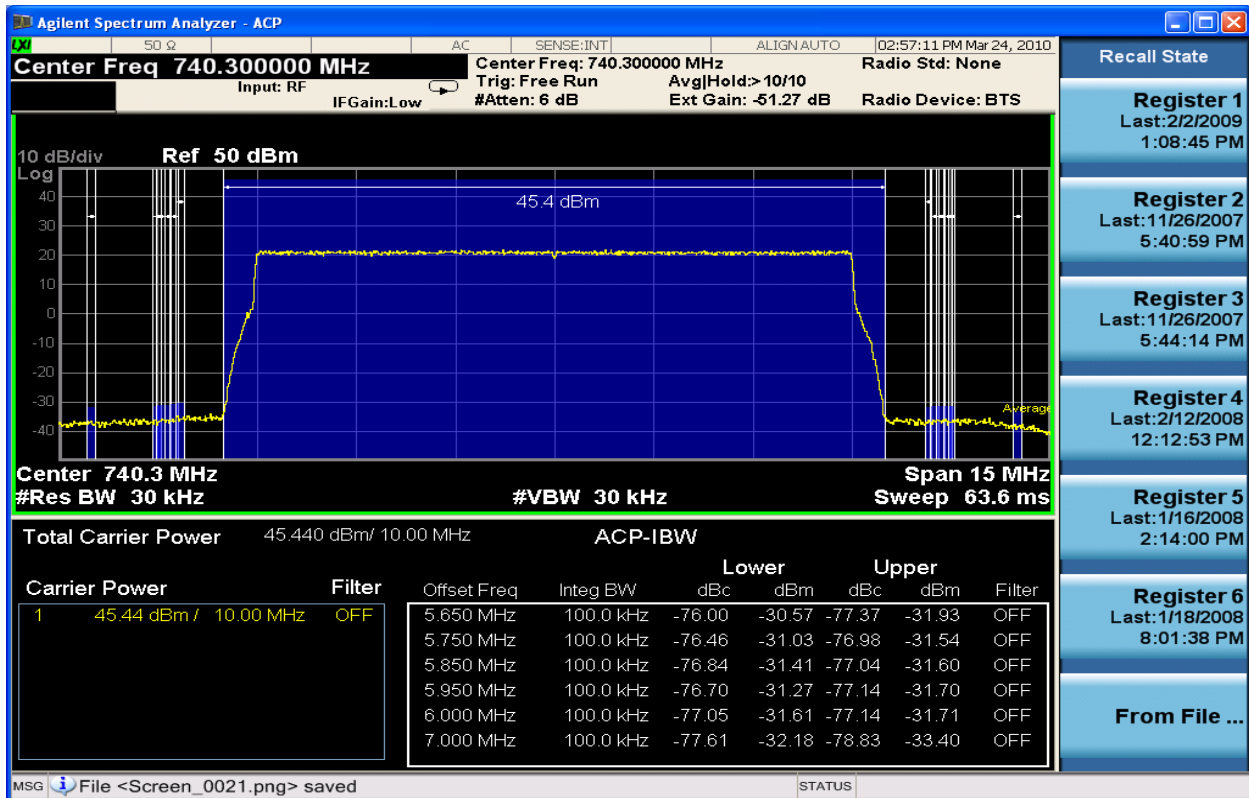 Agilent Spectrum Analyzer - ACP
LXI 50 Ω AC SENSE:INT ALIGN AUTO 02:57:11 PM Mar 24, 2010
Center Freq 740.300000 MHz
Input: RF
IFGain:Low
Center Freq: 740.300000 MHz
Trig: Free Run
#Atten: 6 dB
Avg|Hold:> 10/10
Ext Gain: -51.27 dB
Radio Std: None
Radio Device: BTS
10 dB/div Ref 50 dBm
Log
40
30
20
10
0
-10
-20
-30
-40
45.4 dBm
Average
Center 740.3 MHz Span 15 MHz
#Res BW 30 kHz #VBW 30 kHz Sweep 63.6 ms
Total Carrier Power 45.440 dBm/ 10.00 MHz ACP-IBW
Lower Upper
Carrier Power Filter Offset Freq Integ BW dBc dBm dBc dBm Filter
1 45.44 dBm / 10.00 MHz OFF
5.650 MHz 100.0 kHz -76.00 -30.57 -77.37 -31.93 OFF
5.750 MHz 100.0 kHz -76.46 -31.03 -76.98 -31.54 OFF
5.850 MHz 100.0 kHz -76.84 -31.41 -77.04 -31.60 OFF
5.950 MHz 100.0 kHz -76.70 -31.27 -77.14 -31.70 OFF
6.000 MHz 100.0 kHz -77.05 -31.61 -77.14 -31.71 OFF
7.000 MHz 100.0 kHz -77.61 -32.18 -78.83 -33.40 OFF
MSG File <Screen_0021.png> saved STATUS
Recall State
Register 1
Last:2/2/2009
1:08:45 PM
Register 2
Last:11/26/2007
5:40:59 PM
Register 3
Last:11/26/2007
5:44:14 PM
Register 4
Last:2/12/2008
12:12:53 PM
Register 5
Last:1/16/2008
2:14:00 PM
Register 6
Last:1/18/2008
8:01:38 PM
From File ...